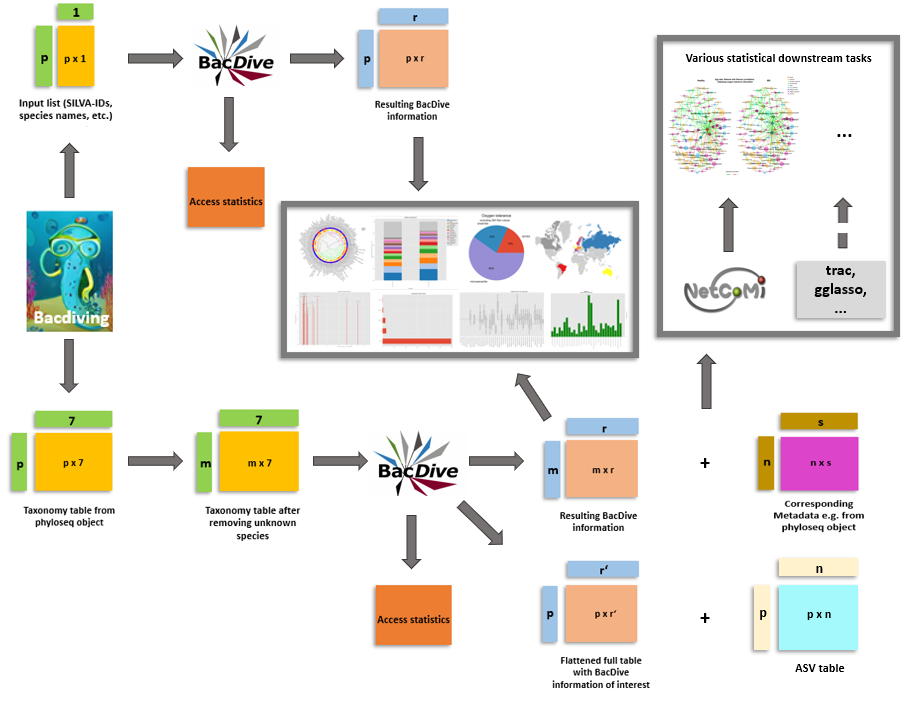 1
p
p x 1
Input list (SILVA-IDs,
species names, etc.)
BacDive
r
p
p x r
Resulting BacDive
information
Access statistics
Various statistical downstream tasks
...
NetCoMi
trac,
gglasso,
...
Oxygen tolerance
Bacdiving
7
p
p x 7
Taxonomy table from
phyloseq object
7
m
m x 7
Taxonomy table after
removing unknown
species
BacDive
r
m
m x r
Resulting BacDive
information
+
s
n
n x s
Corresponding
Metadata e.g. from
phyloseq object
Access statistics
r‘
p
p x r‘
Flattened full table
with BacDive
information of interest
+
n
p
p x n
ASV table